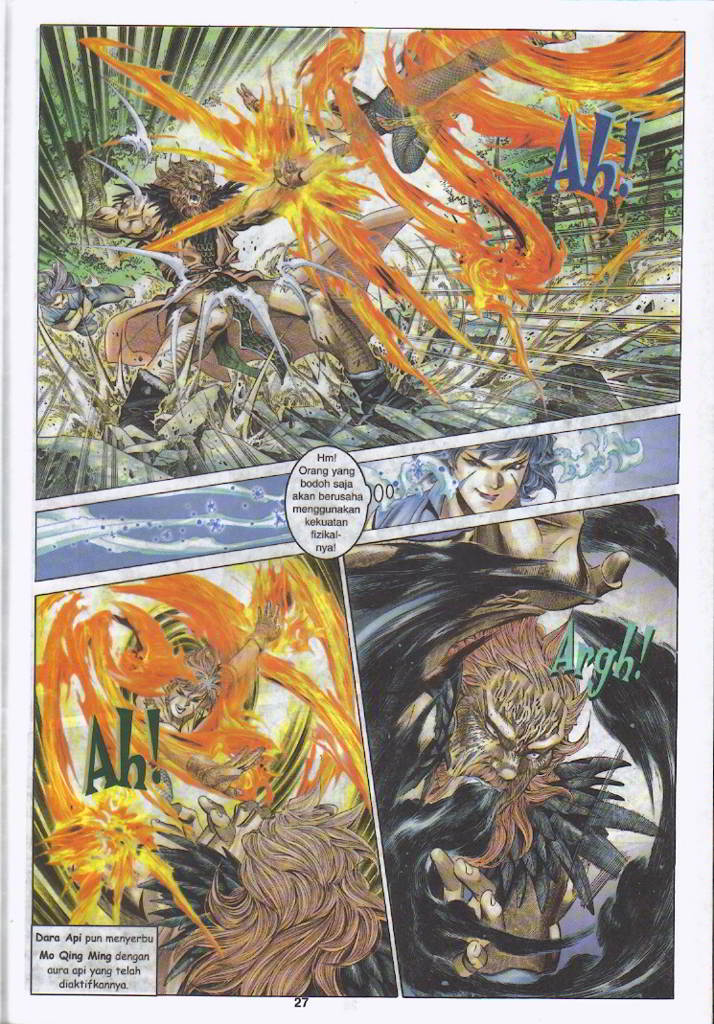 Ah!
Hm!
Orang yang
bodoh saja
akan berusaha
menggunakan
kekuatan
fizikal-
nya!
Ah!
Argh!
Dara Api pun menyerbu
Mo Qing Ming dengan
aura api yang telah
diaktifkannya.
27